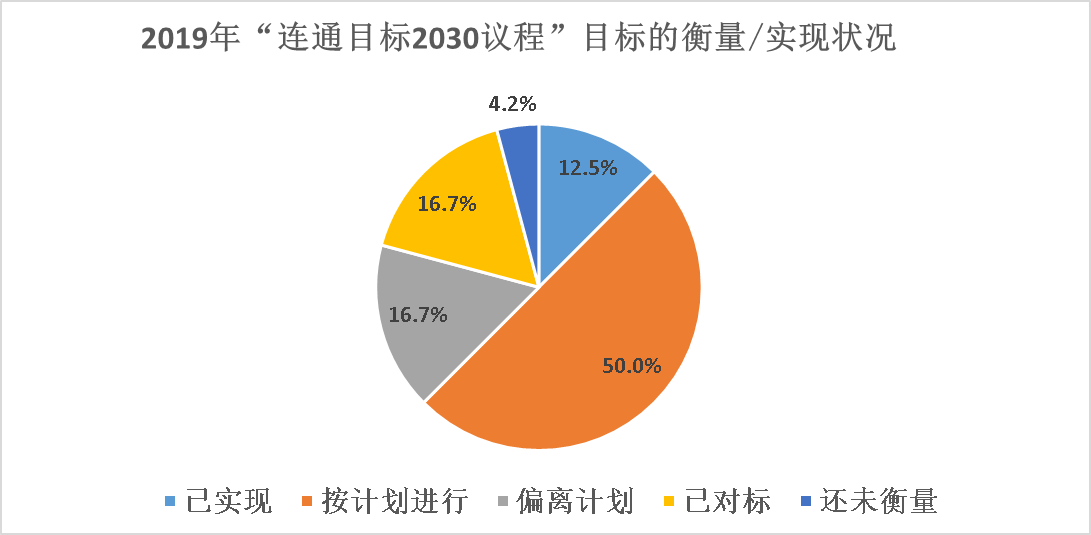 2019年“连通目标2030议程”目标的衡量/实现状况
4.2%
12.5%
16.7%
16.7%
50.0%
已实现 按计划进行 偏离计划 已对标 还未衡量